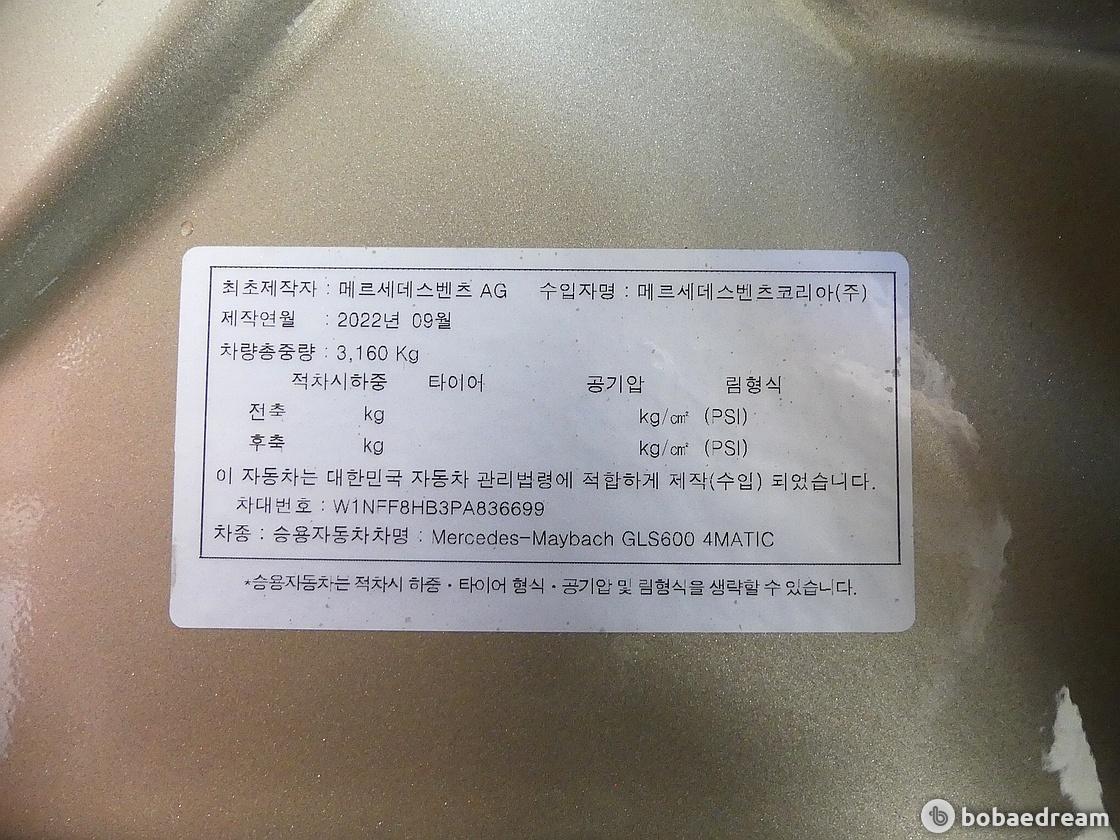 최초제작자 : 메르세데스벤츠 AG 수입자명 : 메르세데스벤츠코리아(주)
제작연월 : 2022년 09월
차량총중량 : 3,160 Kg
적차시하중 타이어 공기압 림형식
전축 kg kg/㎠ (PSI)
후축 kg kg/㎠ (PSI)
이 자동차는 대한민국 자동차 관리법령에 적합하게 제작(수입) 되었습니다.
차대번호 : W1NFF8HB3PA836699
차종 : 승용자동차차명 : Mercedes-Maybach GLS600 4MATIC
*승용자동차는 적차시 하중·타이어 형식·공기압 및 림형식을 생략할 수 있습니다.
bobaedream